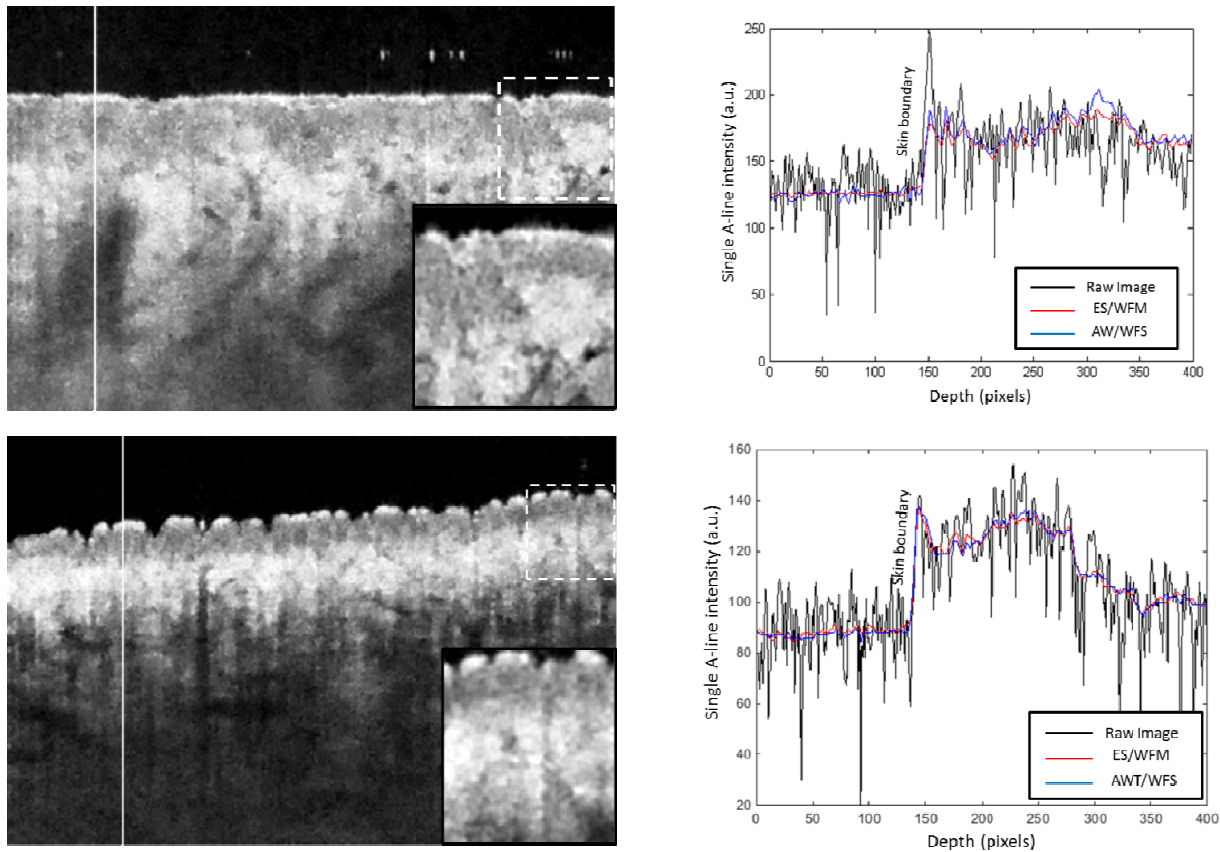 250
200
150
100
50
0
Single A-line intensity (a.u.)
Skin boundary
Raw Image
ES/WFM
AW/WFS
0 50 100 150 200 250 300 350 400
Depth (pixels)
160
140
120
100
80
60
40
20
Single A-line intensity (a.u.)
Skin boundary
Raw Image
ES/WFM
AWT/WFS
0 50 100 150 200 250 300 350 400
Depth (pixels)